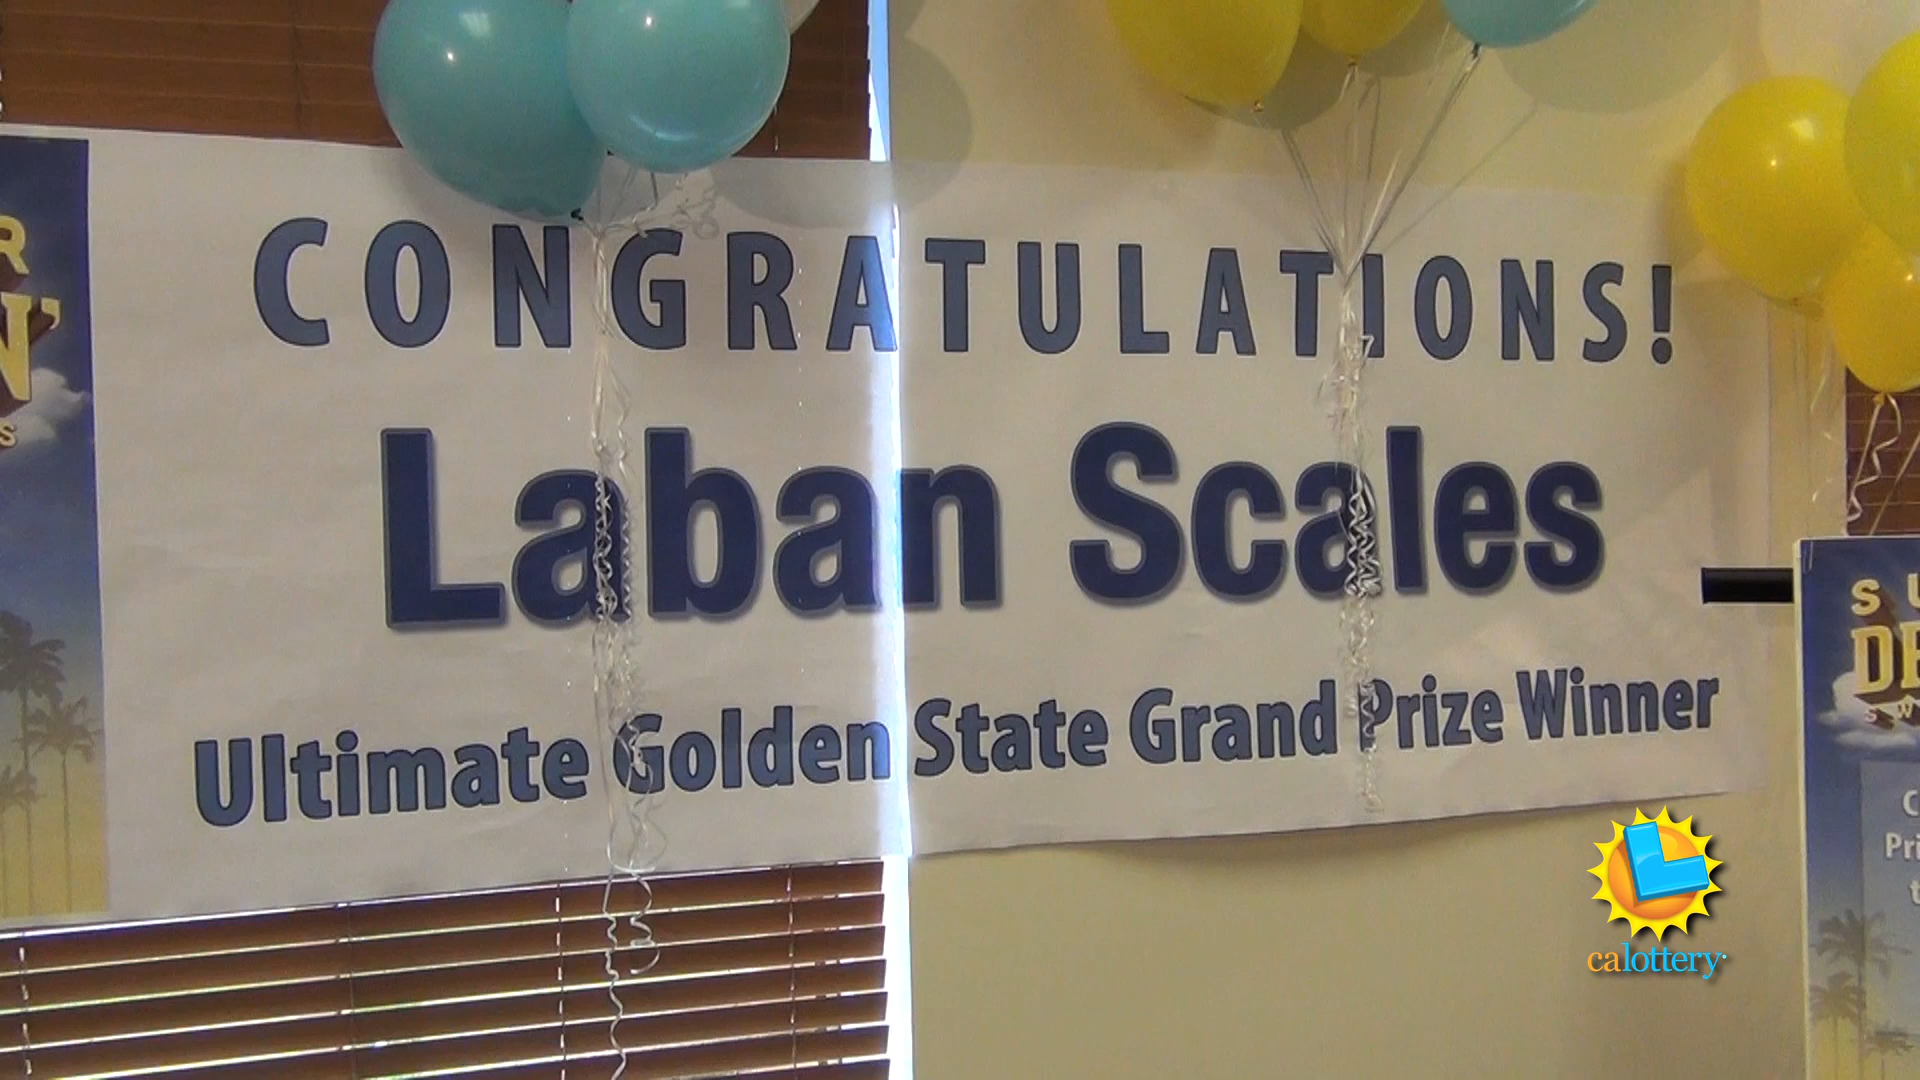 CONGRATULATIONS!
Laban Scales
Ultimate Golden State Grand Prize Winner
calottery